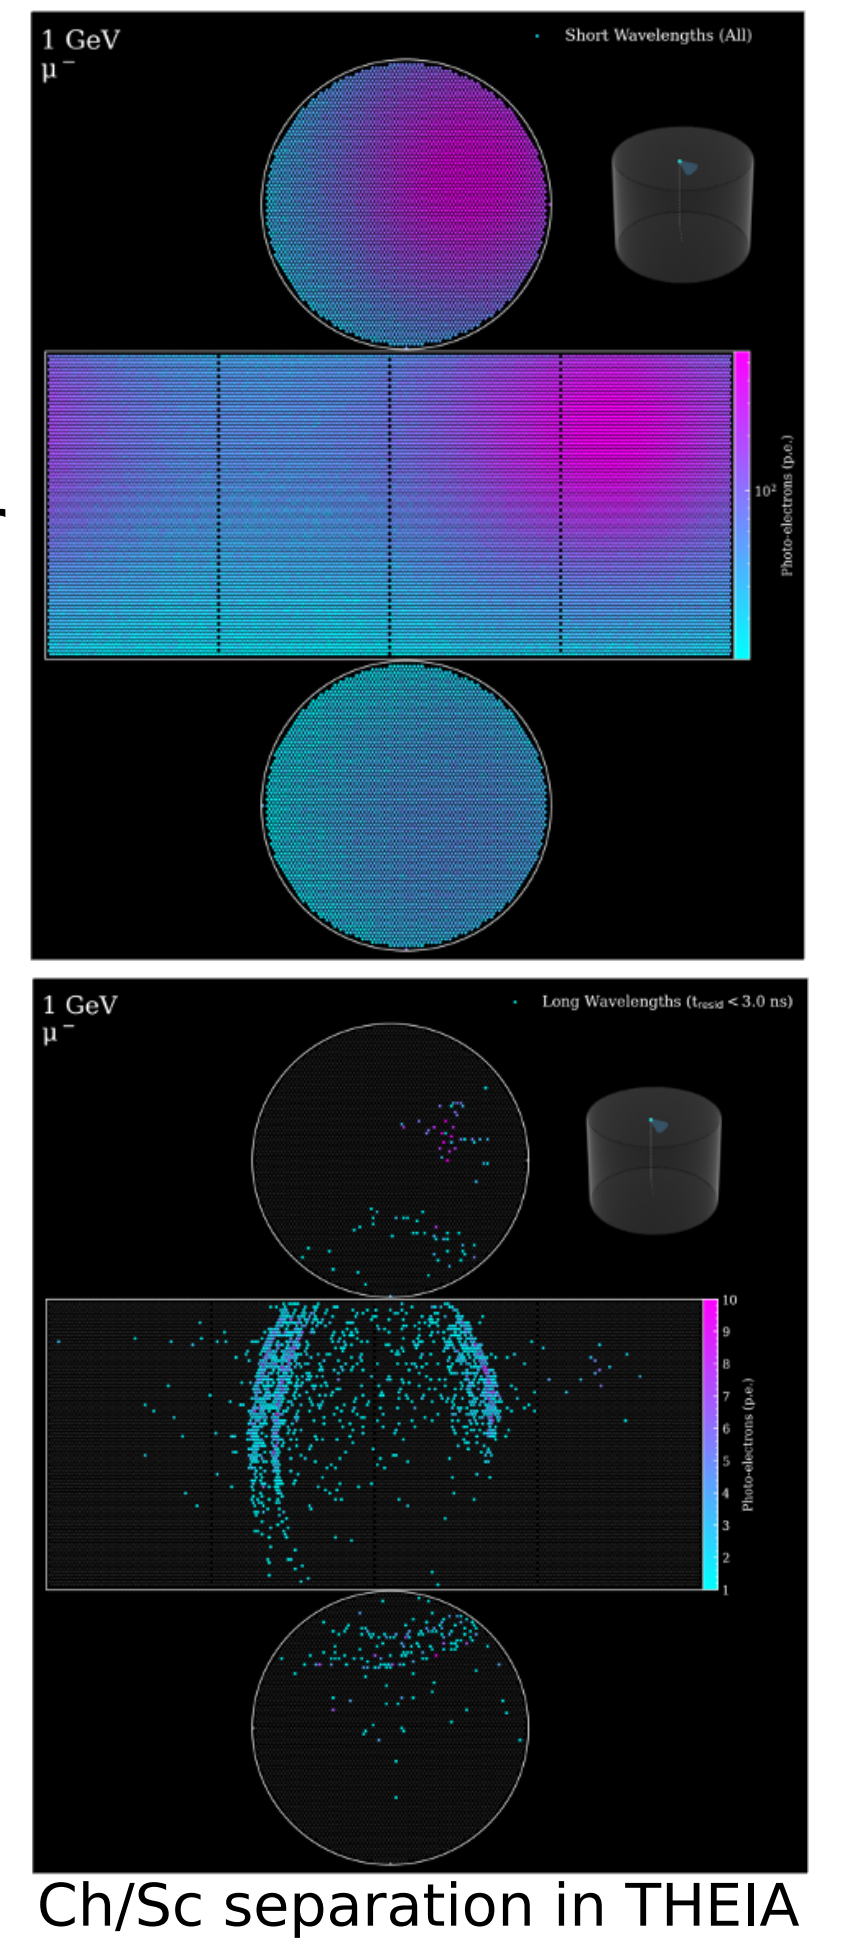 1 GeV
μ⁻
Short Wavelengths (All)
10²
Photo-electrons (p.e.)
1 GeV
μ⁻
Long Wavelengths (tresid < 3.0 ns)
10
9
8
7
6
5
4
3
2
1
Photo-electrons (p.e.)
Ch/Sc separation in THEIA